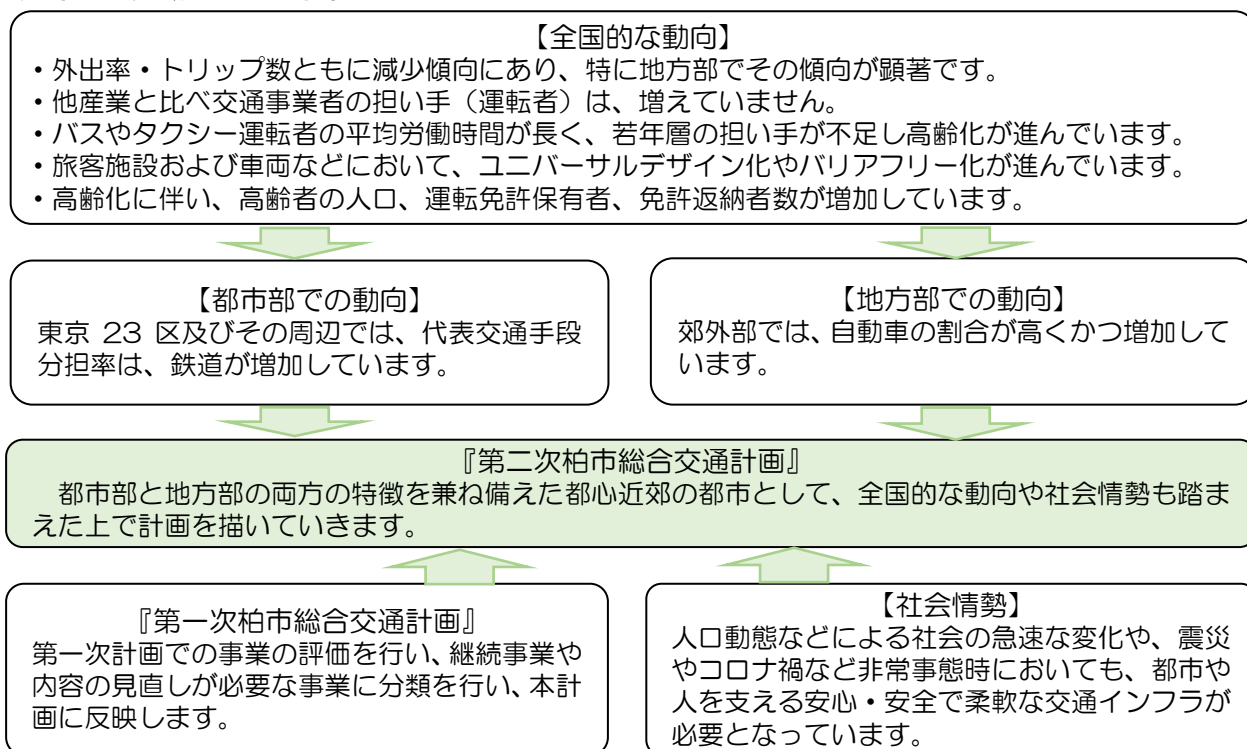 【全国的な動向】
・外出率・トリップ数ともに減少傾向にあり、特に地方部でその傾向が顕著です。
・他産業と比べ交通事業者の担い手（運転者）は、増えていません。
・バスやタクシー運転者の平均労働時間が長く、若年層の担い手が不足し高齢化が進んでいます。
・旅客施設および車両などにおいて、ユニバーサルデザイン化やバリアフリー化が進んでいます。
・高齢化に伴い、高齢者の人口、運転免許保有者、免許返納者数が増加しています。
【都市部での動向】
東京 23 区及びその周辺では、代表交通手段
分担率は、鉄道が増加しています。
【地方部での動向】
郊外部では、自動車の割合が高くかつ増加して
います。
『第二次柏市総合交通計画』
都市部と地方部の両方の特徴を兼ね備えた都心近郊の都市として、全国的な動向や社会情勢も踏ま
えた上で計画を描いていきます。
『第一次柏市総合交通計画』
第一次計画での事業の評価を行い、継続事業や
内容の見直しが必要な事業に分類を行い、本計
画に反映します。
【社会情勢】
人口動態などによる社会の急速な変化や、震災
やコロナ禍など非常事態時においても、都市や
人を支える安心・安全で柔軟な交通インフラが
必要となっています。